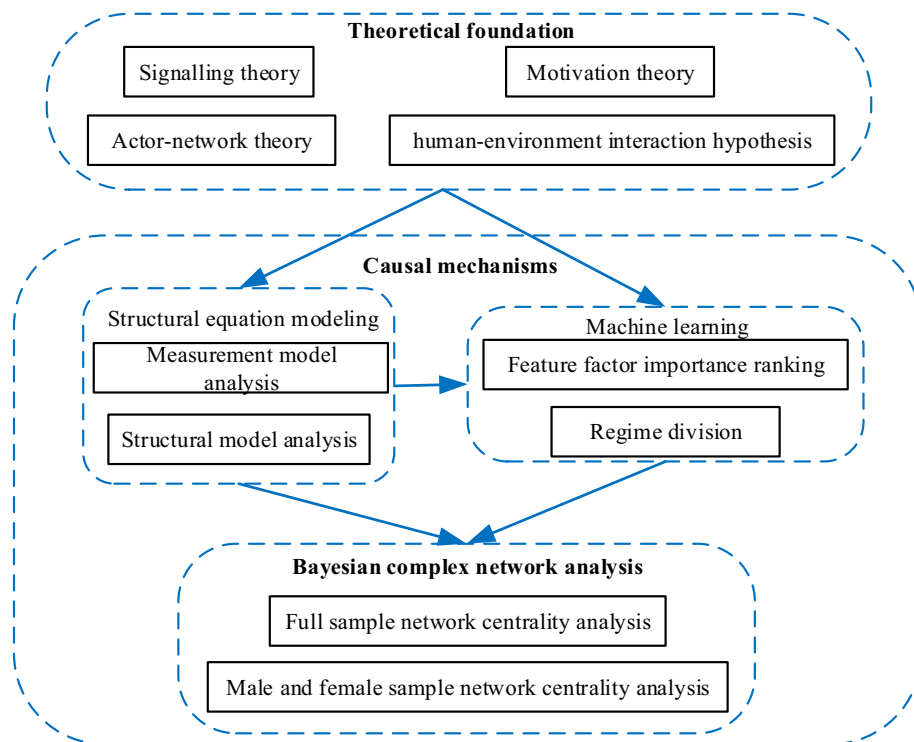 Theoretical foundation
Signalling theory
Motivation theory
Actor-network theory
human-environment interaction hypothesis
Causal mechanisms
Structural equation modeling
Measurement model
analysis
Structural model analysis
Machine learning
Feature factor importance ranking
Regime division
Bayesian complex network analysis
Full sample network centrality analysis
Male and female sample network centrality analysis